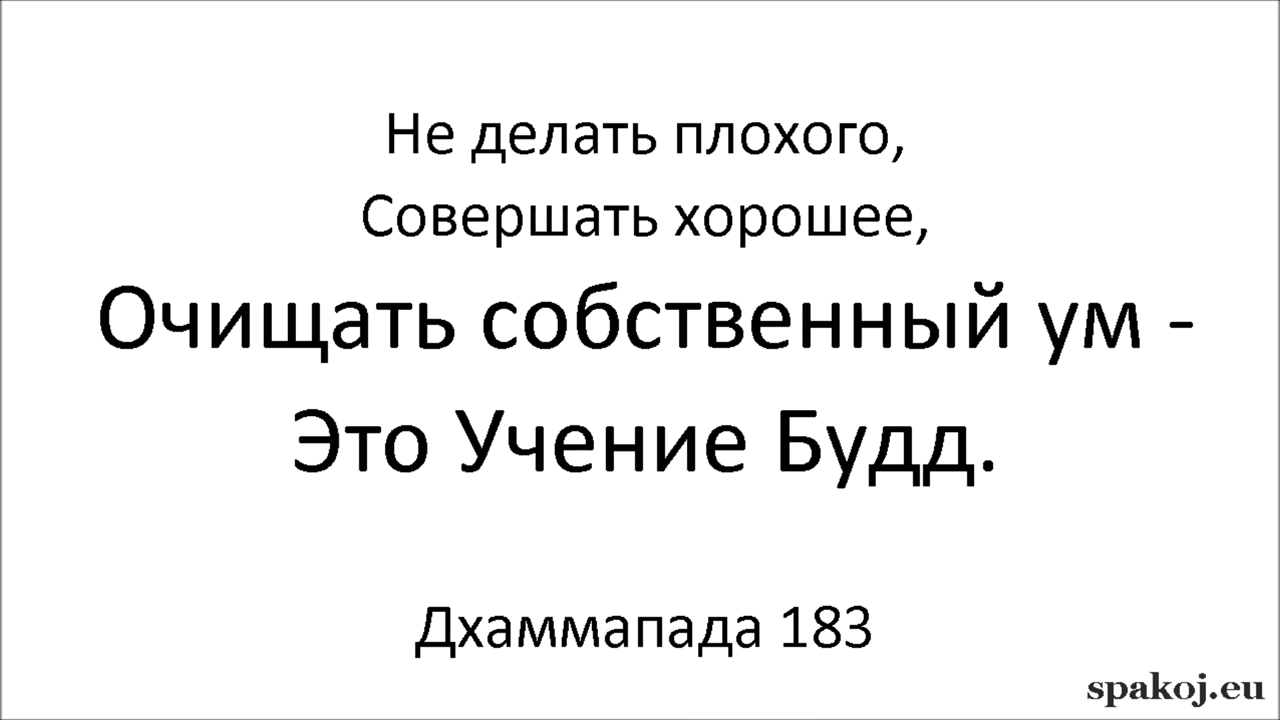 Не делать плохого,
Совершать хорошее,
Очищать собственный ум -
Это Учение Будд.
Дхаммапада 183
spakoj.eu